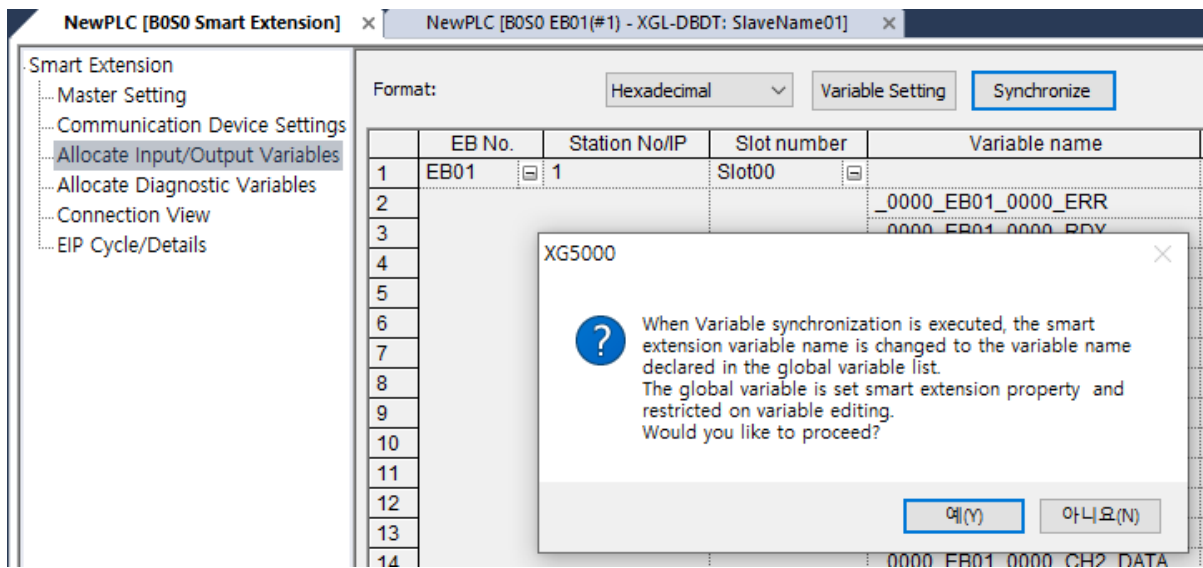 NewPLC [B0S0 Smart Extension] ×
NewPLC [B0S0 EB01(#1) - XGL-DBDT: SlaveName01] ×
Smart Extension
Master Setting
Communication Device Settings
Allocate Input/Output Variables
Allocate Diagnostic Variables
Connection View
EIP Cycle/Details
Format:
Hexadecimal
Variable Setting
Synchronize
EB No. Station No/IP Slot number Variable name
1 EB01 1 Slot00
2 _0000_EB01_0000_ERR
3 _0000_EB01_0000_RDY
4
5
6
7
8
9
10
11
12
13
14 _0000_EB01_0000_CH2_DATA
XG5000
When Variable synchronization is executed, the smart
extension variable name is changed to the variable name
declared in the global variable list.
The global variable is set smart extension property and
restricted on variable editing.
Would you like to proceed?
예(Y)
아니요(N)